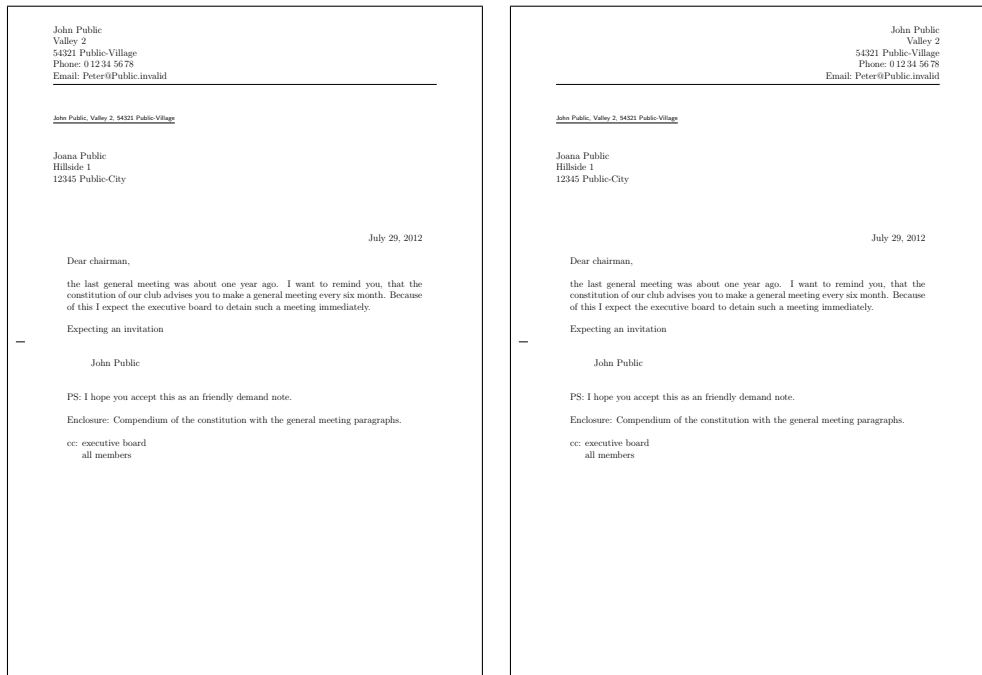 John Public
Valley 2
54321 Public-Village
Phone: 0 12 34 56 78
Email: Peter@Public.invalid
John Public, Valley 2, 54321 Public-Village
Joana Public
Hillside 1
12345 Public-City
July 29, 2012
Dear chairman,
the last general meeting was about one year ago. I want to remind you, that the
constitution of our club advises you to make a general meeting every six month. Because
of this I expect the executive board to detain such a meeting immediately.
Expecting an invitation
John Public
PS: I hope you accept this as an friendly demand note.
Enclosure: Compendium of the constitution with the general meeting paragraphs.
cc: executive board
all members
John Public
Valley 2
54321 Public-Village
Phone: 0 12 34 56 78
Email: Peter@Public.invalid
John Public, Valley 2, 54321 Public-Village
Joana Public
Hillside 1
12345 Public-City
July 29, 2012
Dear chairman,
the last general meeting was about one year ago. I want to remind you, that the
constitution of our club advises you to make a general meeting every six month. Because
of this I expect the executive board to detain such a meeting immediately.
Expecting an invitation
John Public
PS: I hope you accept this as an friendly demand note.
Enclosure: Compendium of the constitution with the general meeting paragraphs.
cc: executive board
all members